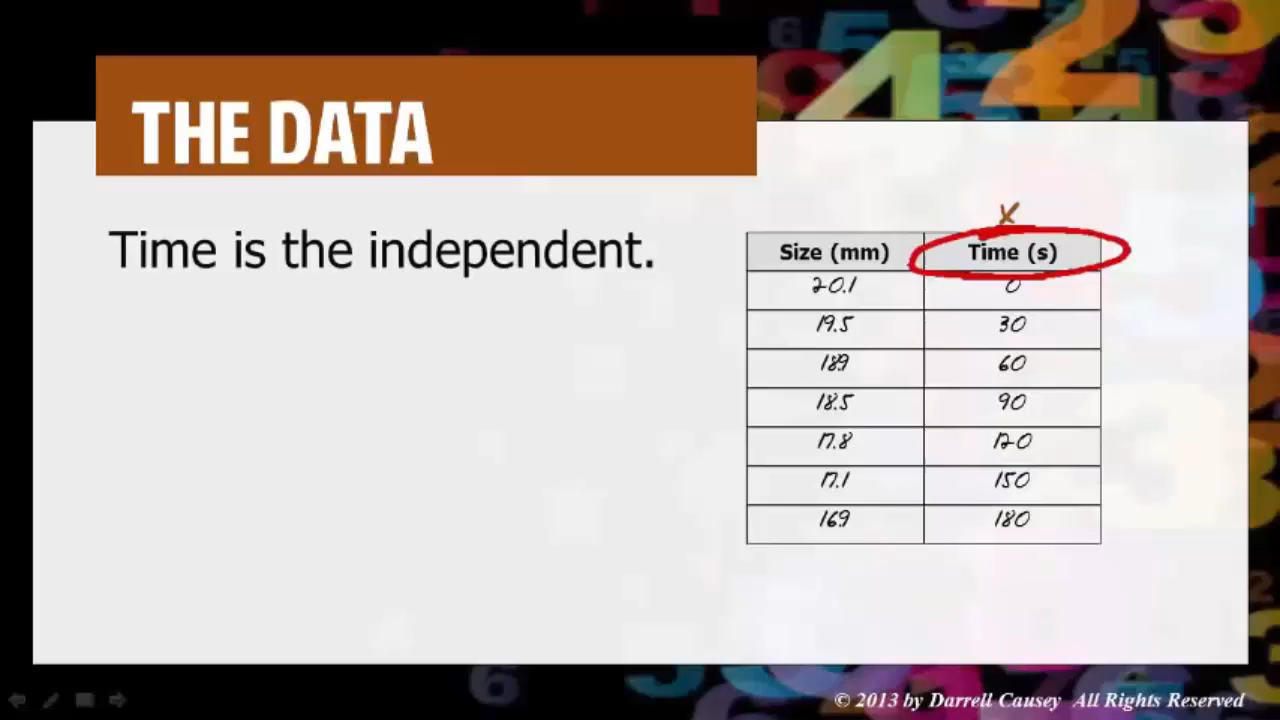 THE DATA
Time is the independent.
X
Size (mm) Time (s)
20.1 0
19.5 30
18.9 60
18.5 90
17.8 120
17.1 150
16.9 180
© 2013 by Darrell Causey All Rights Reserved